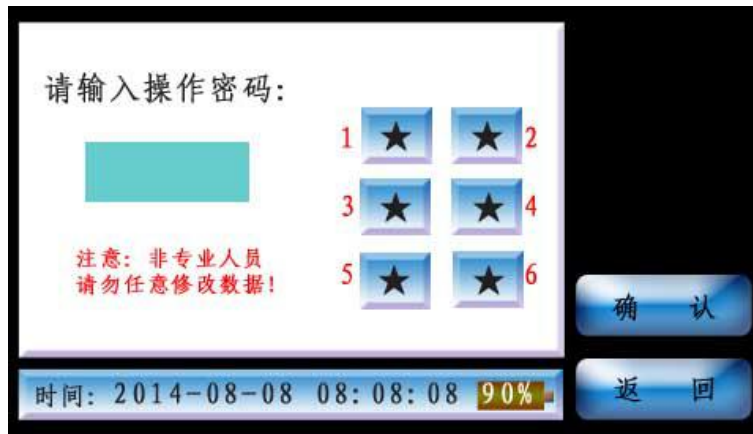 请输入操作密码:
1 ★ ★ 2
3 ★ ★ 4
5 ★ ★ 6
注意: 非专业人员
请勿任意修改数据!
确 认
返 回
时间: 2014-08-08 08:08:08 90%